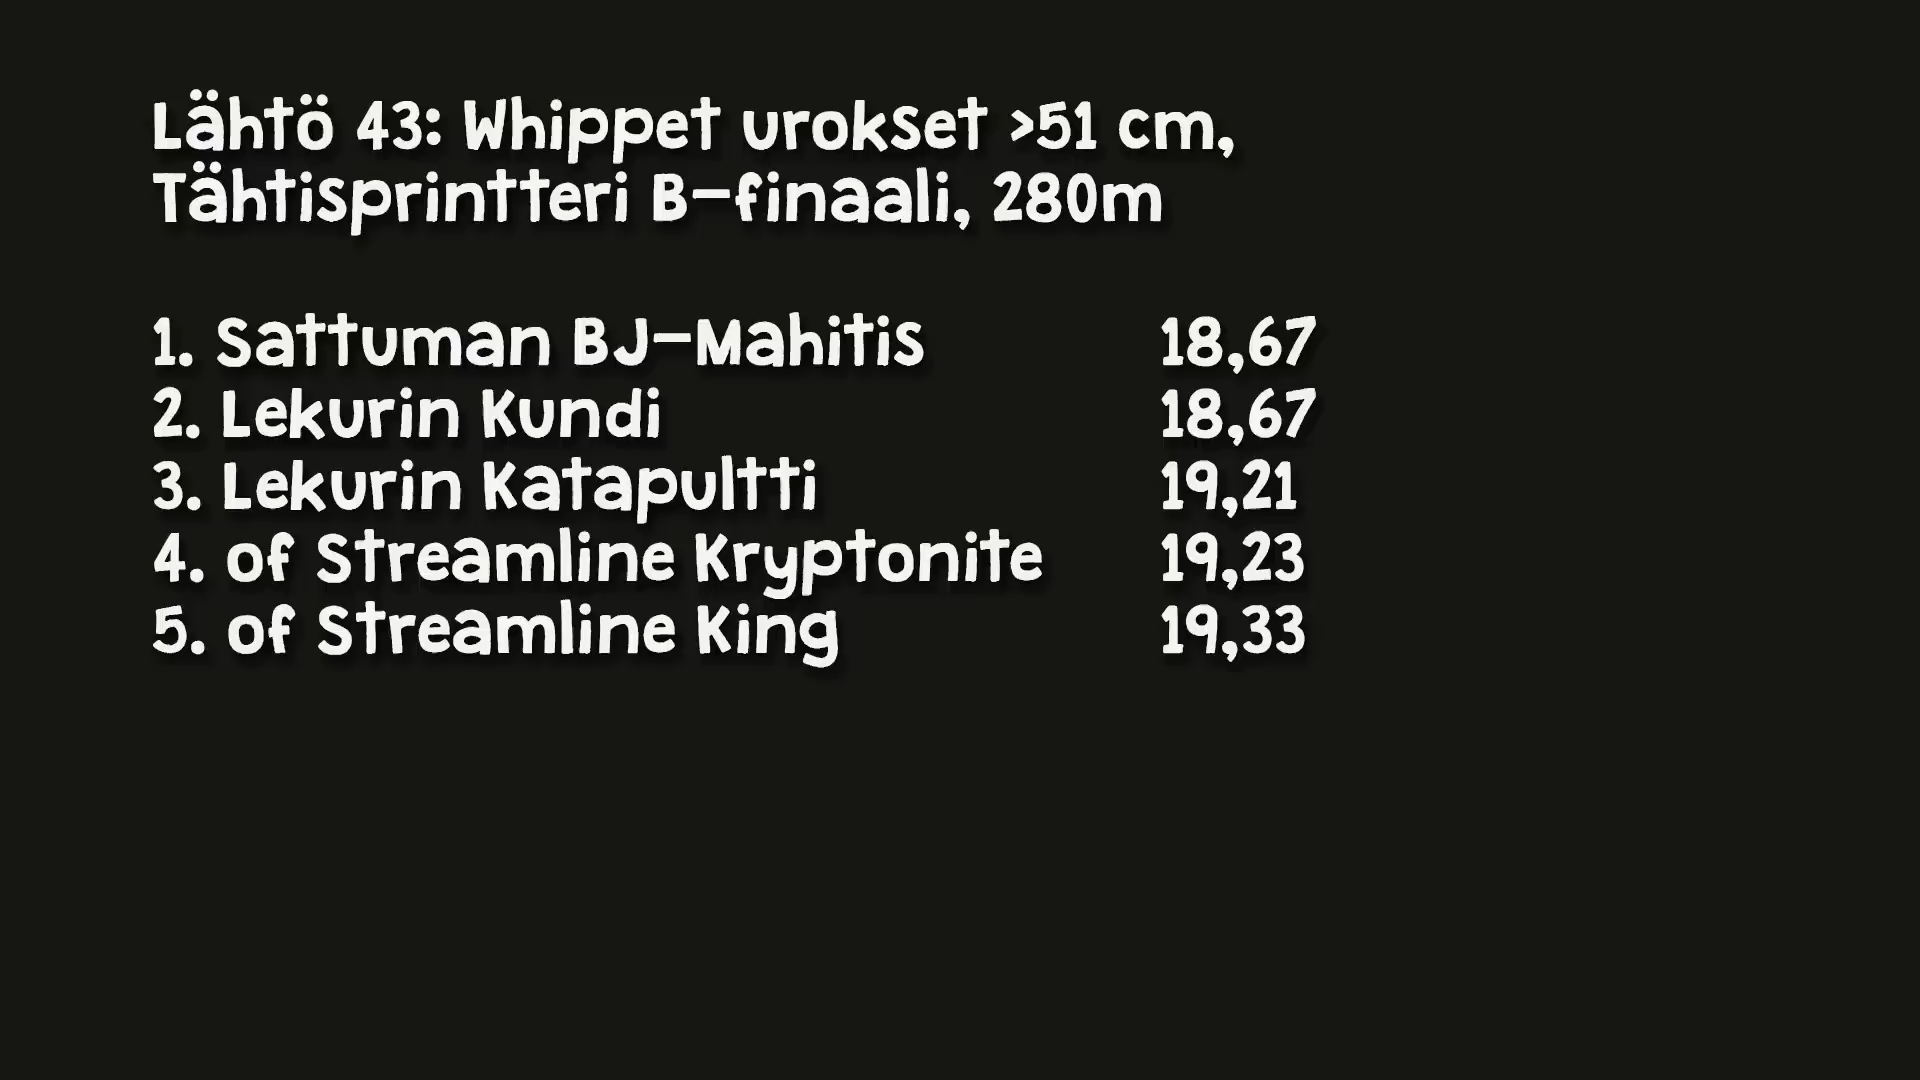 Lähtö 43: Whippet urokset >51 cm,
Tähtisprintteri B-finaali, 280m
1. Sattuman BJ-Mahitis 18,67
2. Lekurin Kundi 18,67
3. Lekurin Katapultti 19,21
4. of Streamline Kryptonite 19,23
5. of Streamline King 19,33